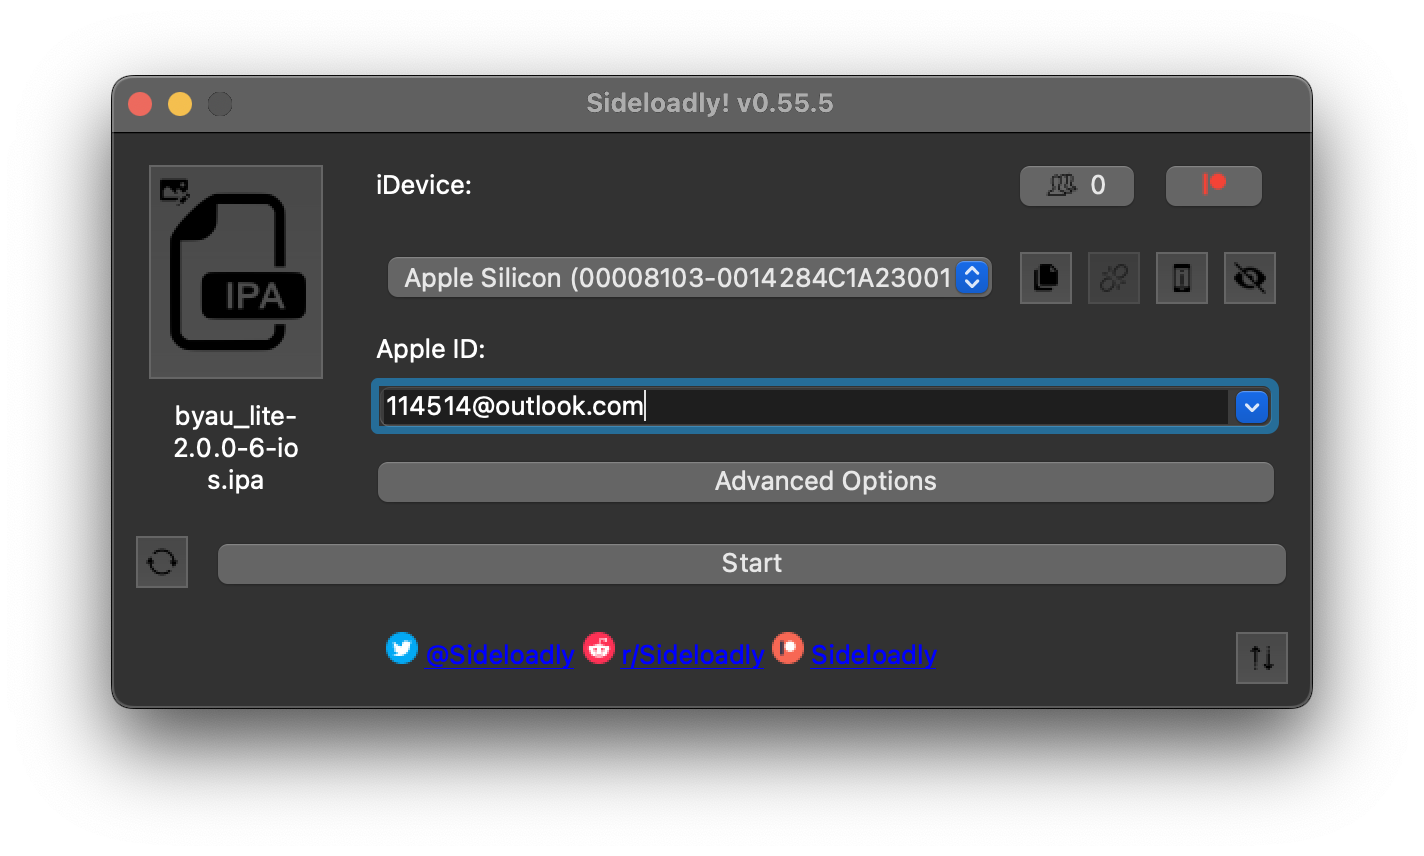 Sideloadly! v0.55.5
IPA
byau_lite-
2.0.0-6-io
s.ipa
iDevice:
0
Apple Silicon (00008103-0014284C1A23001
Apple ID:
114514@outlook.com
Advanced Options
Start
@Sideloadly r/Sideloadly Sideloadly